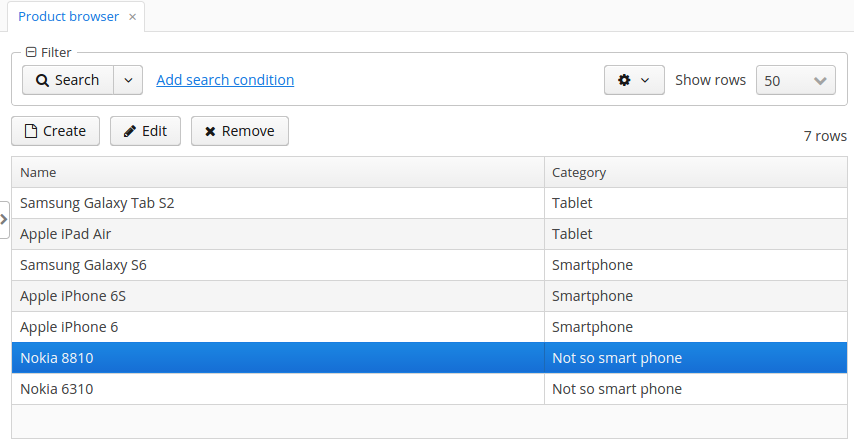 Product browser ×
Filter
Search Add search condition Show rows 50
Create Edit Remove
7 rows
Name Category
Samsung Galaxy Tab S2 Tablet
Apple iPad Air Tablet
Samsung Galaxy S6 Smartphone
Apple iPhone 6S Smartphone
Apple iPhone 6 Smartphone
Nokia 8810 Not so smart phone
Nokia 6310 Not so smart phone